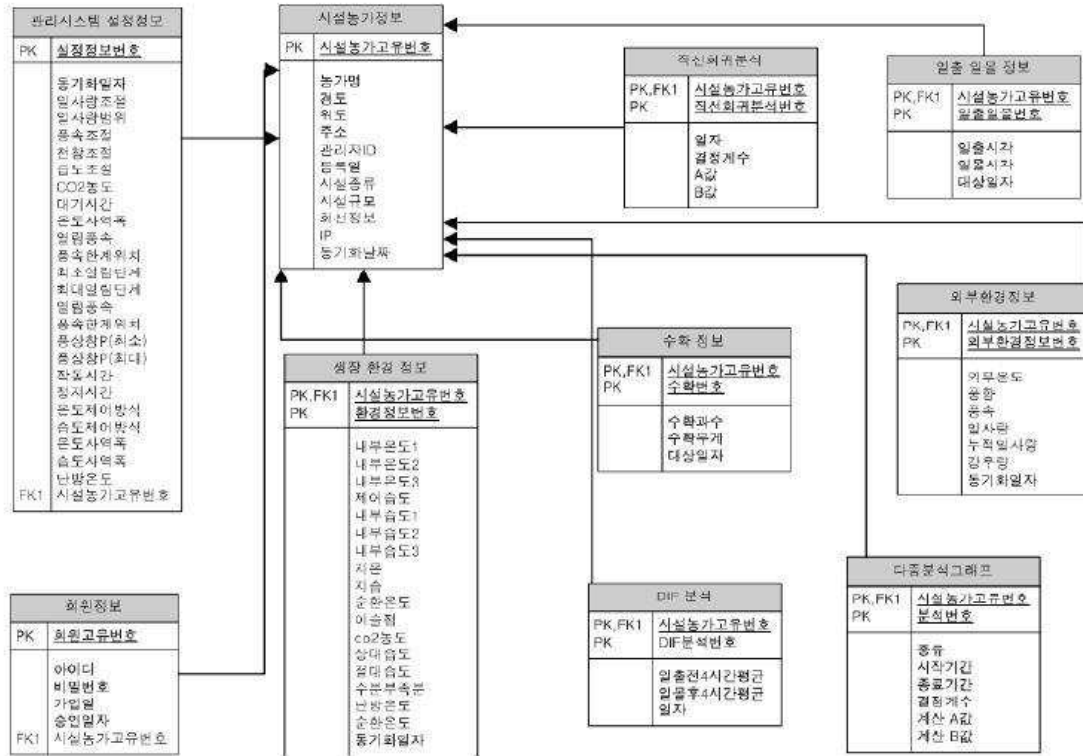 관리시스템 설정정보
PK 설정정보번호
동기화일자
일사량조절
일사량범위
풍속조절
천창조절
습도조절
CO2농도
대기시간
온도사역폭
열림풍속
풍속한계위치
최소열림단계
최대열림단계
열림풍속
풍속한계위치
풍상창P(최소)
풍상창P(최대)
작동시간
정지시간
온도제어방식
습도제어방식
온도사역폭
습도사역폭
난방온도
FK1 시설농가고유번호
시설농가정보
PK 시설농가고유번호
농가명
경도
위도
주소
관리자ID
등록일
시설종류
시설규모
회선정보
IP
동기화날짜
직선회귀분석
PK,FK1 시설농가고유번호
PK 직선회귀분석번호
일자
결정계수
A값
B값
일출 일몰 정보
PK,FK1 시설농가고유번호
PK 일출일몰번호
일출시각
일몰시각
대상일자
외부환경정보
PK,FK1 시설농가고유번호
PK 외부환경정보번호
외부온도
풍향
풍속
일사량
누적일사량
강우량
동기화일자
수확 정보
PK,FK1 시설농가고유번호
PK 수확번호
수확과수
수확무게
대상일자
생장 환경 정보
PK,FK1 시설농가고유번호
PK 환경정보번호
내부온도1
내부온도2
내부온도3
제어습도
내부습도1
내부습도2
내부습도3
지온
지습
순환온도
이슬점
co2농도
상대습도
절대습도
수분부족분
난방온도
순환온도
동기화일자
회원정보
PK 회원고유번호
아이디
비밀번호
가입일
승인일자
FK1 시설농가고유번호
DIF 분석
PK,FK1 시설농가고유번호
PK DIF분석번호
일출전4시간평균
일몰후4시간평균
일자
다중분석그래프
PK,FK1 시설농가고유번호
PK 분석번호
종류
시작기간
종료기간
결정계수
계산 A값
계산 B값